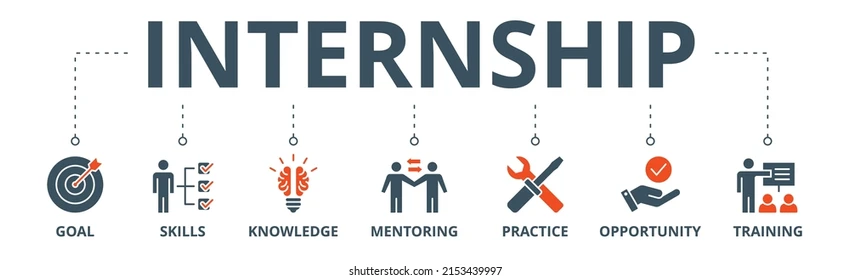 INTERNSHIP
GOAL SKILLS KNOWLEDGE MENTORING PRACTICE OPPORTUNITY TRAINING
shutterstock.com · 2153439997